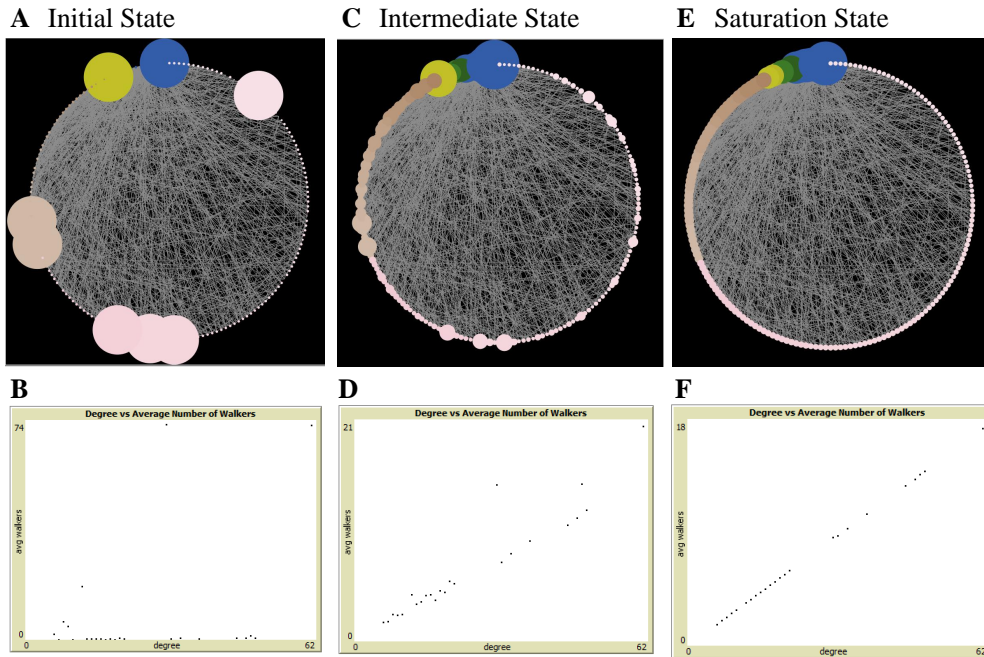 A Initial State
C Intermediate State
E Saturation State
B
Degree vs Average Number of Walkers
74
avg walkers
0
0
degree
62
D
Degree vs Average Number of Walkers
21
avg walkers
0
0
degree
62
F
Degree vs Average Number of Walkers
18
avg walkers
0
0
degree
62